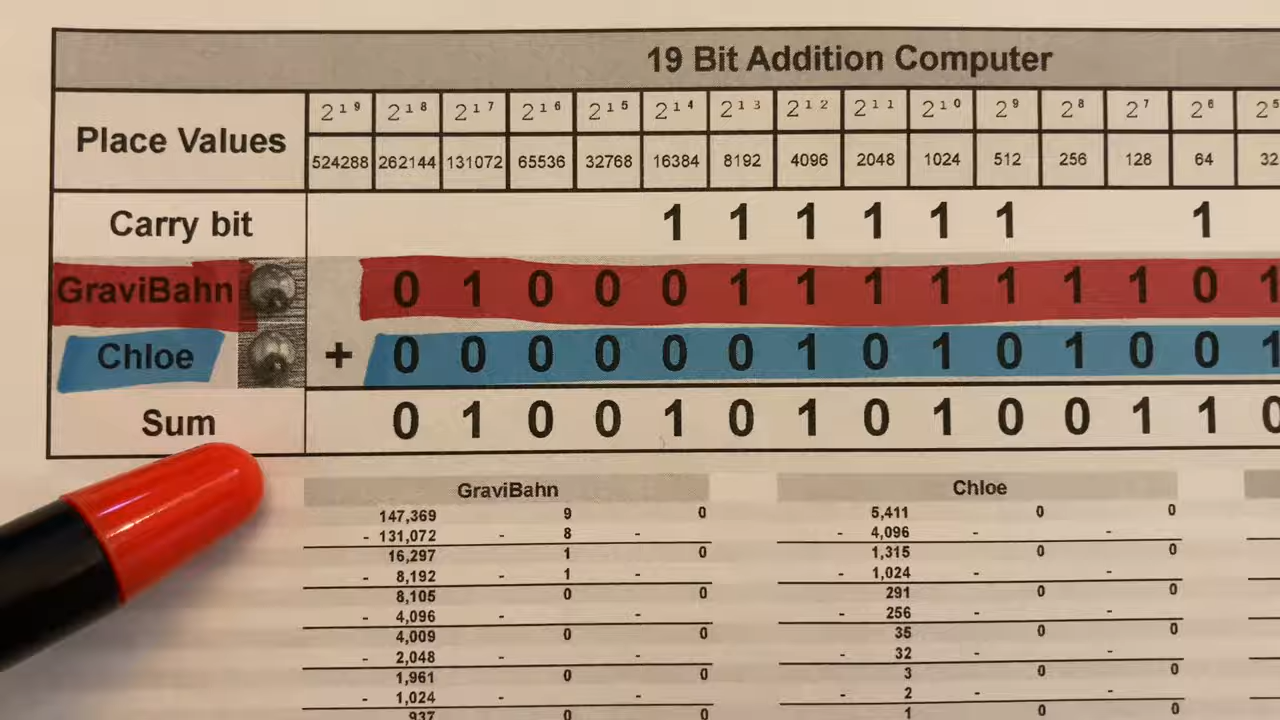 19 Bit Addition Computer
Place Values
2¹⁹ 2¹⁸ 2¹⁷ 2¹⁶ 2¹⁵ 2¹⁴ 2¹³ 2¹² 2¹¹ 2¹⁰ 2⁹ 2⁸ 2⁷ 2⁶ 2⁵
524288 262144 131072 65536 32768 16384 8192 4096 2048 1024 512 256 128 64 32
Carry bit 1 1 1 1 1 1 1
GraviBahn 0 1 0 0 0 1 1 1 1 1 1 1 0 1
Chloe + 0 0 0 0 0 0 1 0 1 0 1 0 0 1
Sum 0 1 0 0 1 0 1 0 1 0 0 1 1 0
GraviBahn
147,369 9 0
- 131,072 - 8 -
16,297 1 0
- 8,192 - 1 -
8,105 0 0
- 4,096 - -
4,009 0 0
- 2,048 - -
1,961 0 0
- 1,024 - -
937 0 0
Chloe
5,411 0 0
- 4,096 - -
1,315 0 0
- 1,024 - -
291 0 0
- 256 - -
35 0 0
- 32 - -
3 0 0
- 2 - -
1 0 0